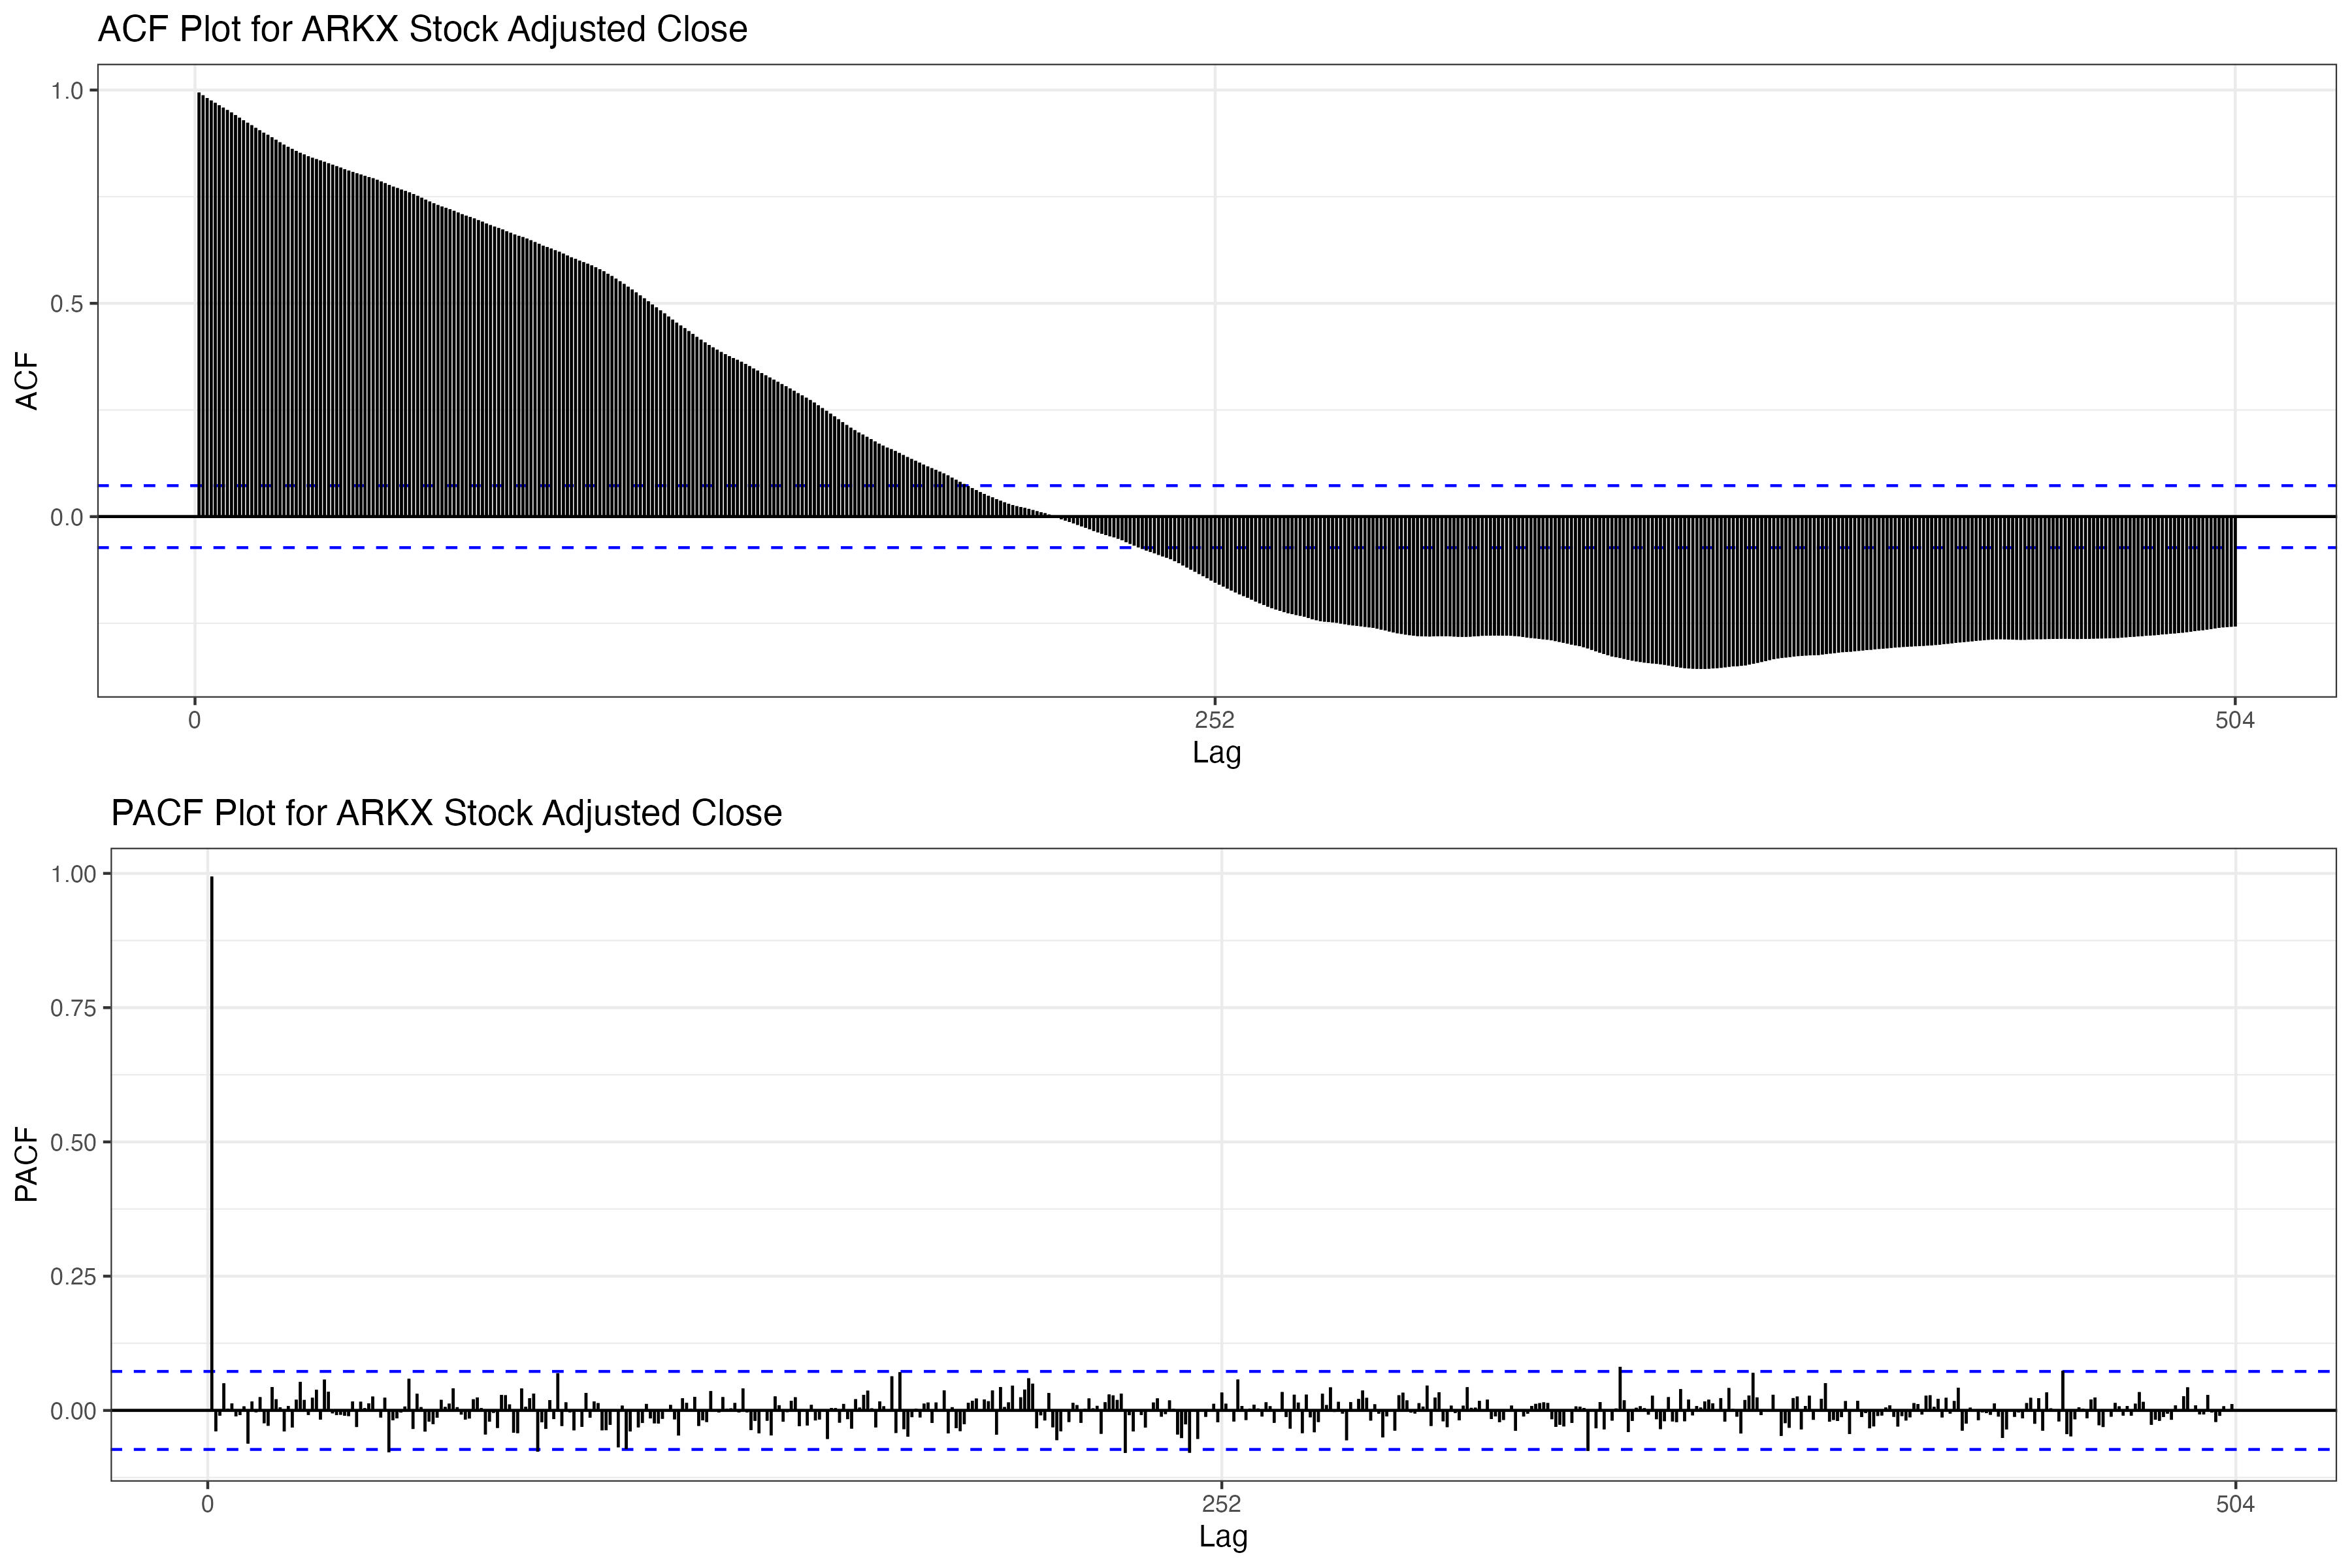 ACF Plot for ARKX Stock Adjusted Close
1.0
0.5
0.0
ACF
0 252 504
Lag
PACF Plot for ARKX Stock Adjusted Close
1.00
0.75
0.50
0.25
0.00
PACF
0 252 504
Lag